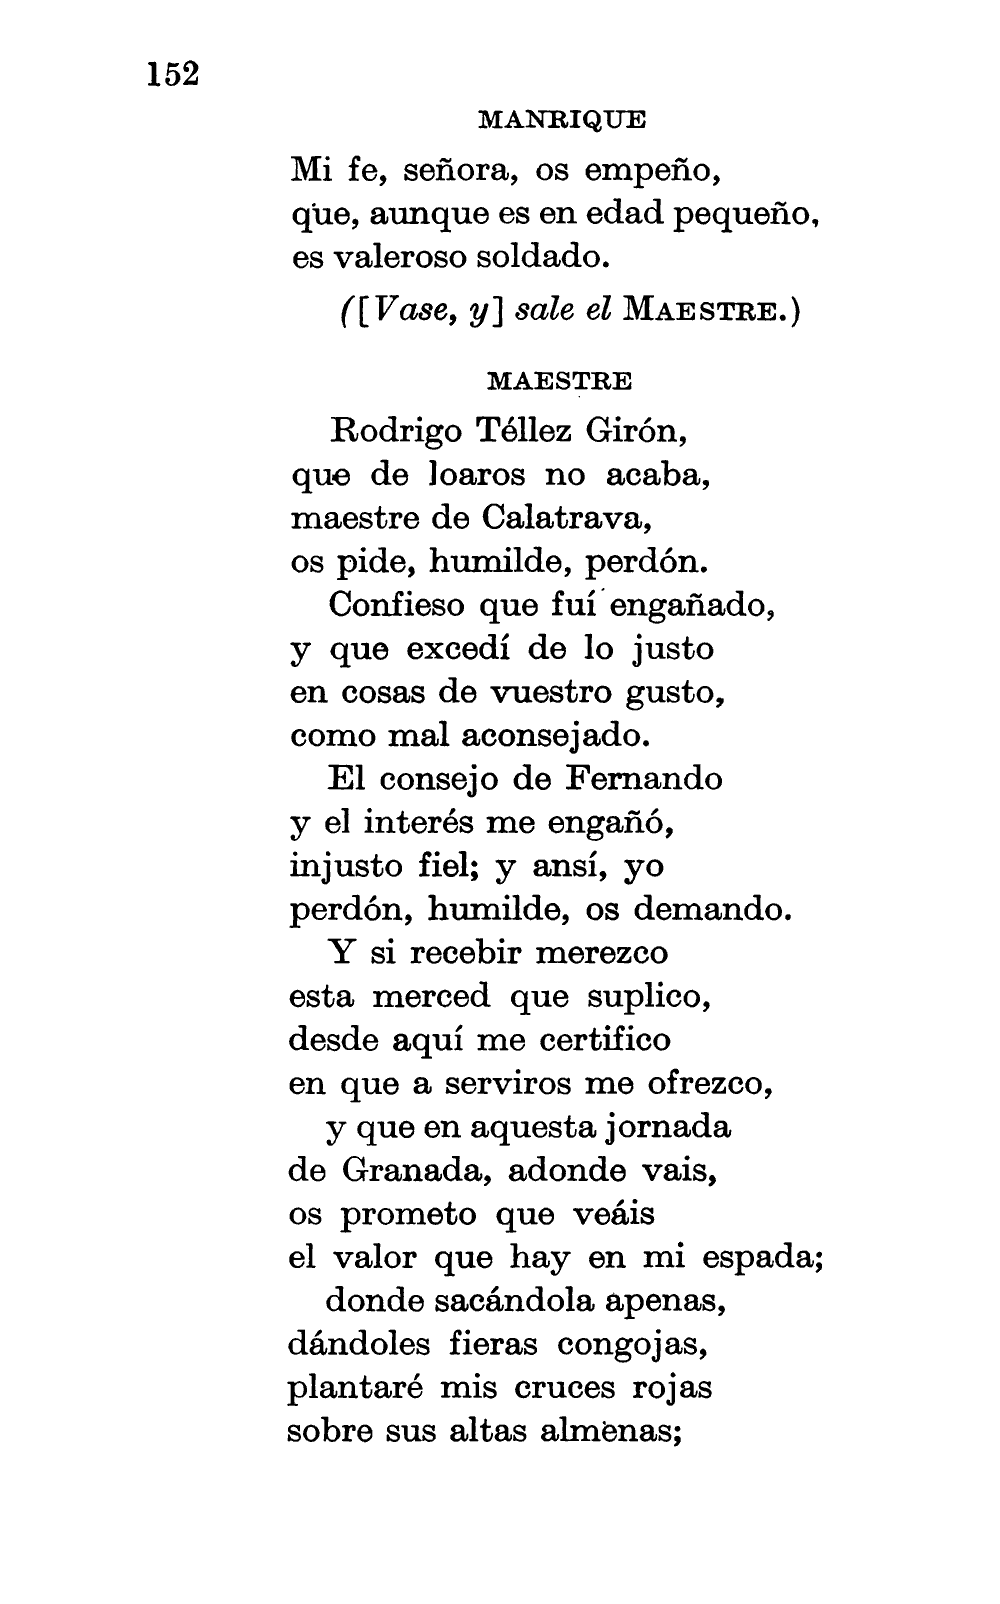 152
MANRIQUE
Mi fe, señora, os empeño,
que, aunque es en edad pequeño,
es valeroso soldado.
([Vase, y] sale el MAESTRE.)
MAESTRE
Rodrigo Téllez Girón,
que de loaros no acaba,
maestre de Calatrava,
os pide, humilde, perdón.
Confieso que fuí engañado,
y que excedí de lo justo
en cosas de vuestro gusto,
como mal aconsejado.
El consejo de Fernando
y el interés me engañó,
injusto fiel; y ansí, yo
perdón, humilde, os demando.
Y si recebir merezco
esta merced que suplico,
desde aquí me certifico
en que a serviros me ofrezco,
y que en aquesta jornada
de Granada, adonde vais,
os prometo que veáis
el valor que hay en mi espada;
donde sacándola apenas,
dándoles fieras congojas,
plantaré mis cruces rojas
sobre sus altas almenas;